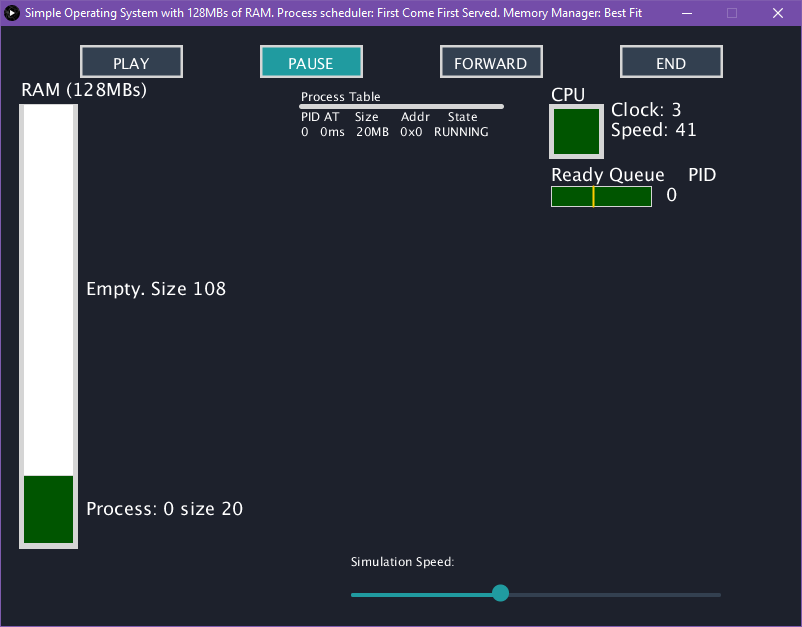 Simple Operating System with 128MBs of RAM. Process scheduler: First Come First Served. Memory Manager: Best Fit
PLAY
PAUSE
FORWARD
END
RAM (128MBs)
Process Table
PID AT Size Addr State
0 0ms 20MB 0x0 RUNNING
CPU
Clock: 3
Speed: 41
Ready Queue PID
0
Empty. Size 108
Process: 0 size 20
Simulation Speed: